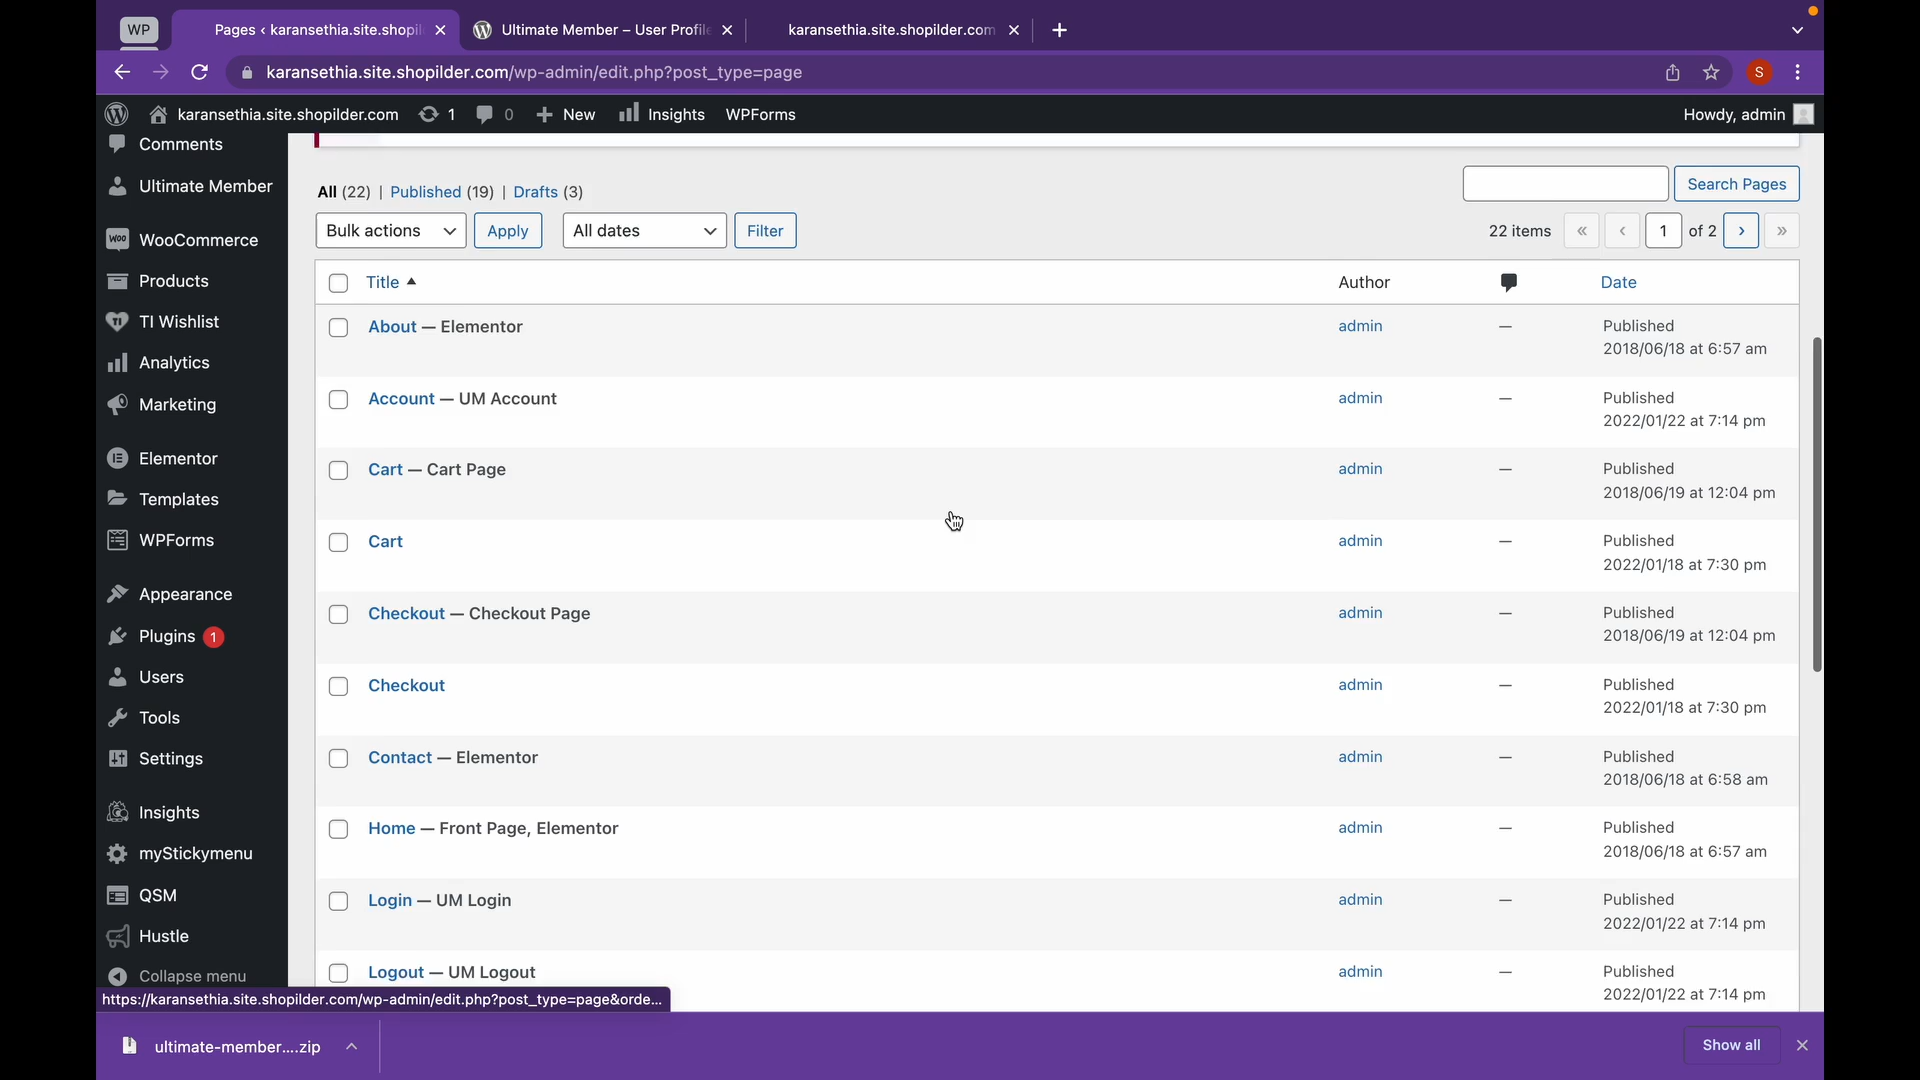 WP
Pages ‹ karansethia.site.shopil
Ultimate Member – User Profile
karansethia.site.shopilder.com
karansethia.site.shopilder.com/wp-admin/edit.php?post_type=page
S
karansethia.site.shopilder.com 1 0 New Insights WPForms
Howdy, admin
Comments
Ultimate Member
WooCommerce
Products
TI Wishlist
Analytics
Marketing
Elementor
Templates
WPForms
Appearance
Plugins 1
Users
Tools
Settings
Insights
myStickymenu
QSM
Hustle
Collapse menu
All (22) | Published (19) | Drafts (3)
Search Pages
Bulk actions Apply All dates Filter
22 items « ‹ 1 of 2 › »
Title Author Date
About — Elementor admin — Published
2018/06/18 at 6:57 am
Account — UM Account admin — Published
2022/01/22 at 7:14 pm
Cart — Cart Page admin — Published
2018/06/19 at 12:04 pm
Cart admin — Published
2022/01/18 at 7:30 pm
Checkout — Checkout Page admin — Published
2018/06/19 at 12:04 pm
Checkout admin — Published
2022/01/18 at 7:30 pm
Contact — Elementor admin — Published
2018/06/18 at 6:58 am
Home — Front Page, Elementor admin — Published
2018/06/18 at 6:57 am
Login — UM Login admin — Published
2022/01/22 at 7:14 pm
Logout — UM Logout admin — Published
2022/01/22 at 7:14 pm
https://karansethia.site.shopilder.com/wp-admin/edit.php?post_type=page&orde...
ultimate-member....zip
Show all